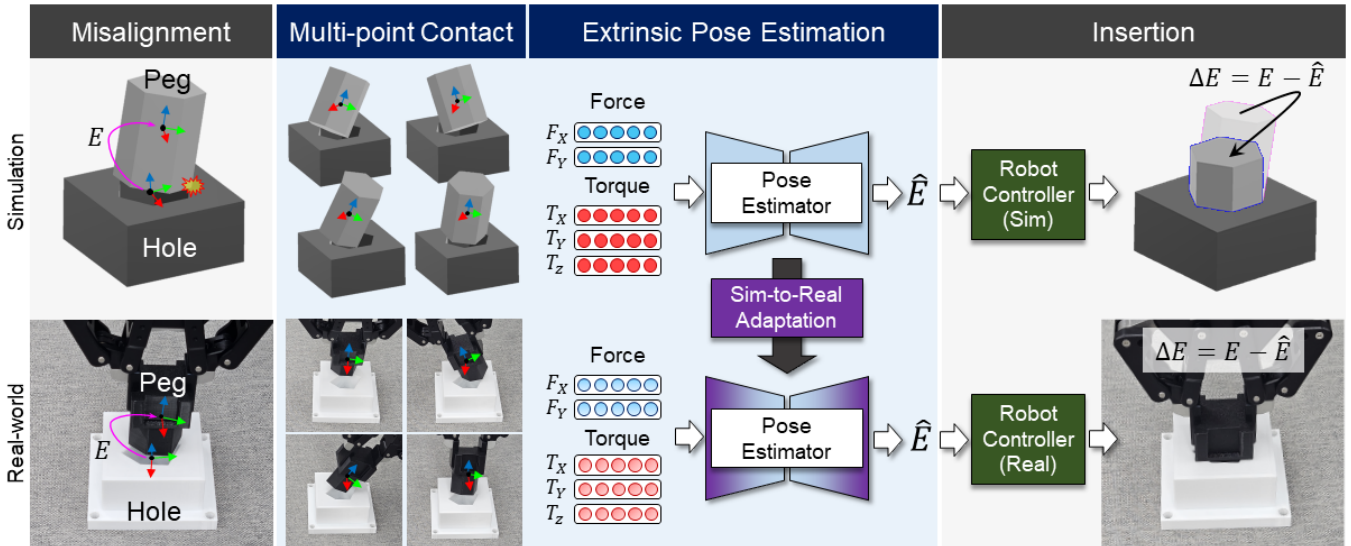 Misalignment
Multi-point Contact
Extrinsic Pose Estimation
Insertion
Simulation
Peg
E
Hole
Force
F_X
F_Y
Torque
T_X
T_Y
T_z
Pose
Estimator
Ê
Robot
Controller
(Sim)
ΔE = E − Ê
Sim-to-Real
Adaptation
Real-world
Peg
E
Hole
Force
F_X
F_Y
Torque
T_X
T_Y
T_z
Pose
Estimator
Ê
Robot
Controller
(Real)
ΔE = E − Ê